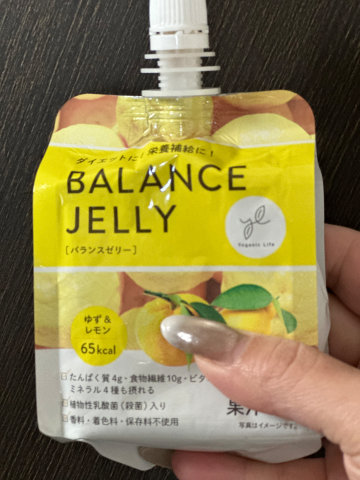 ダイエットに!栄養補給に!
BALANCE
JELLY
[バランスゼリー]
yl
Yoganic Life
ゆず&
レモン
65kcal
たんぱく質4g・食物繊維10g・ビタ
ミネラル4種も摂れる
植物性乳酸菌(殺菌)入り
香料・着色料・保存料不使用
果汁
写真はイメージです。